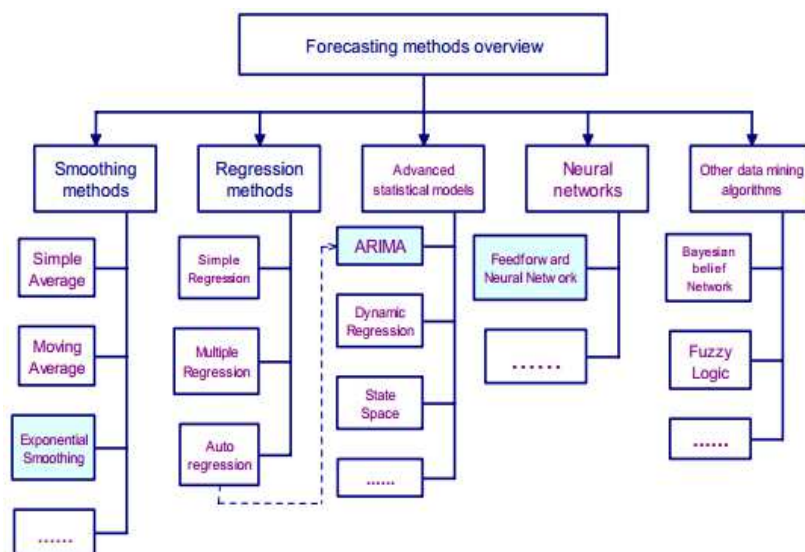 Forecasting methods overview
Smoothing
methods
Regression
methods
Advanced
statistical models
Neural
networks
Other data mining
algorithms
Simple
Average
Moving
Average
Exponential
Smoothing
......
Simple
Regression
Multiple
Regression
Auto
regression
ARIMA
Dynamic
Regression
State
Space
......
Feedforward
Neural Network
......
Bayesian
belief
Network
Fuzzy
Logic
......